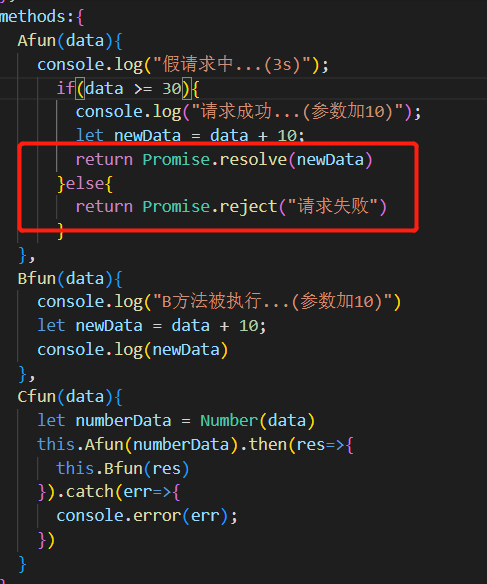 methods:{
Afun(data){
console.log("假请求中...(3s)");
if(data >= 30){
console.log("请求成功...(参数加10)");
let newData = data + 10;
return Promise.resolve(newData)
}else{
return Promise.reject("请求失败")
}
},
Bfun(data){
console.log("B方法被执行...(参数加10)")
let newData = data + 10;
console.log(newData)
},
Cfun(data){
let numberData = Number(data)
this.Afun(numberData).then(res=>{
this.Bfun(res)
}).catch(err=>{
console.error(err);
})
}